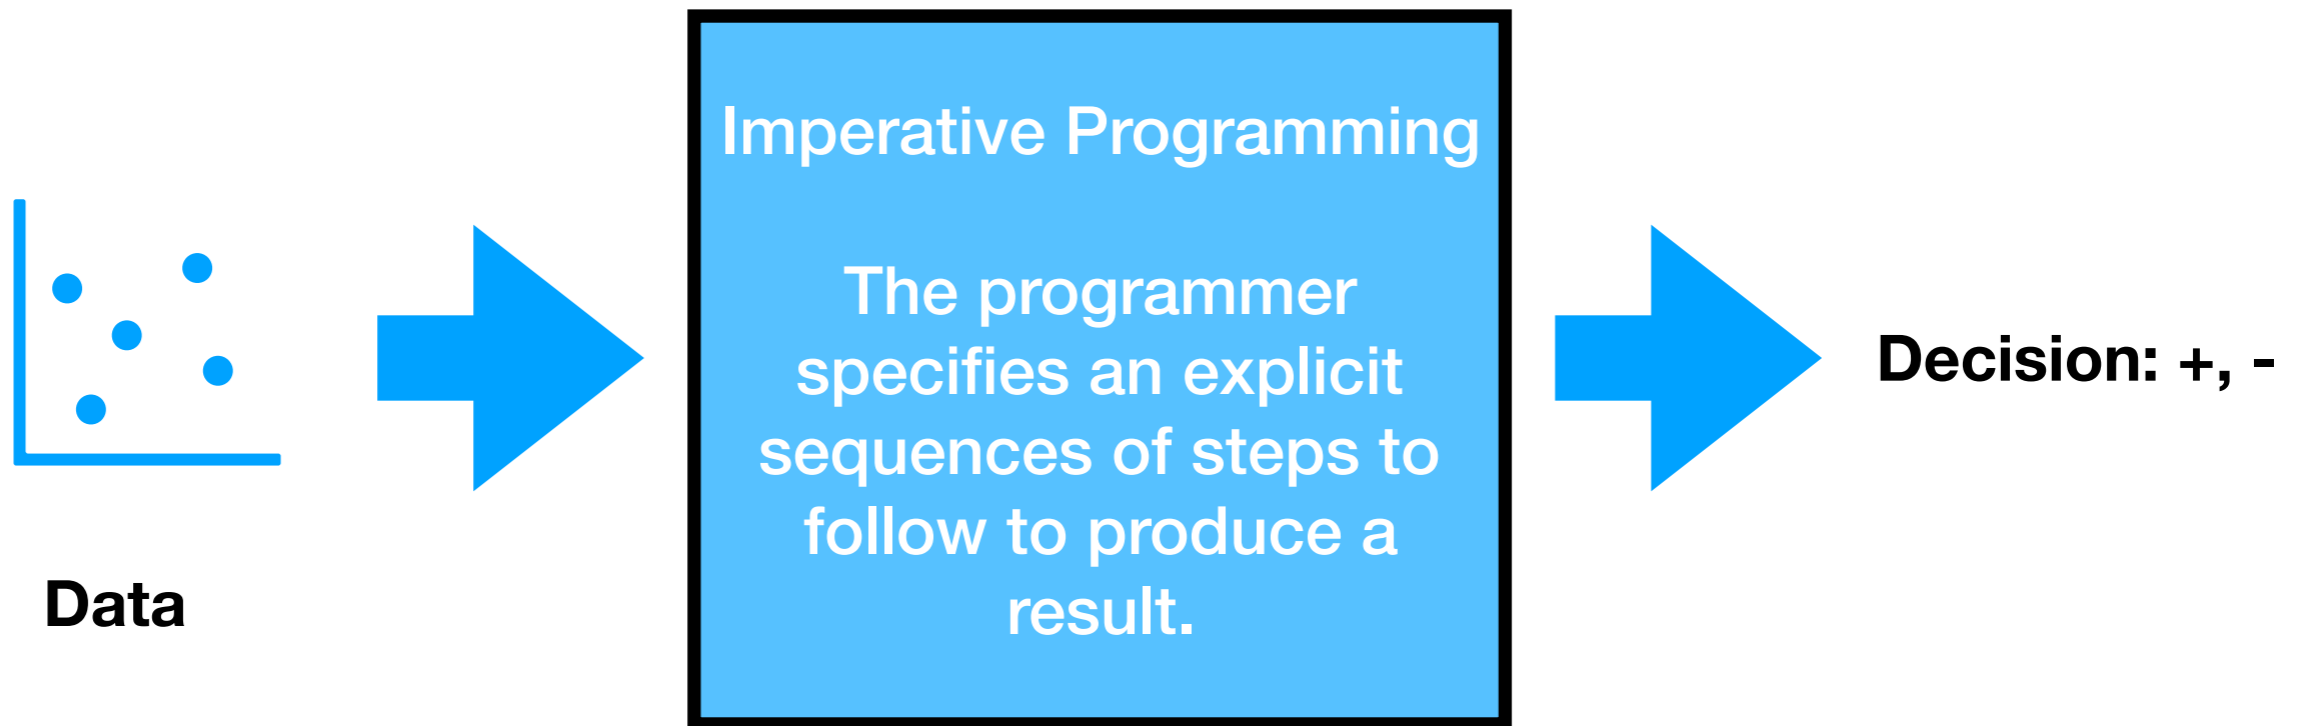 Imperative Programming
The programmer
specifies an explicit
sequences of steps to
follow to produce a
result.
Data
Decision: +, -